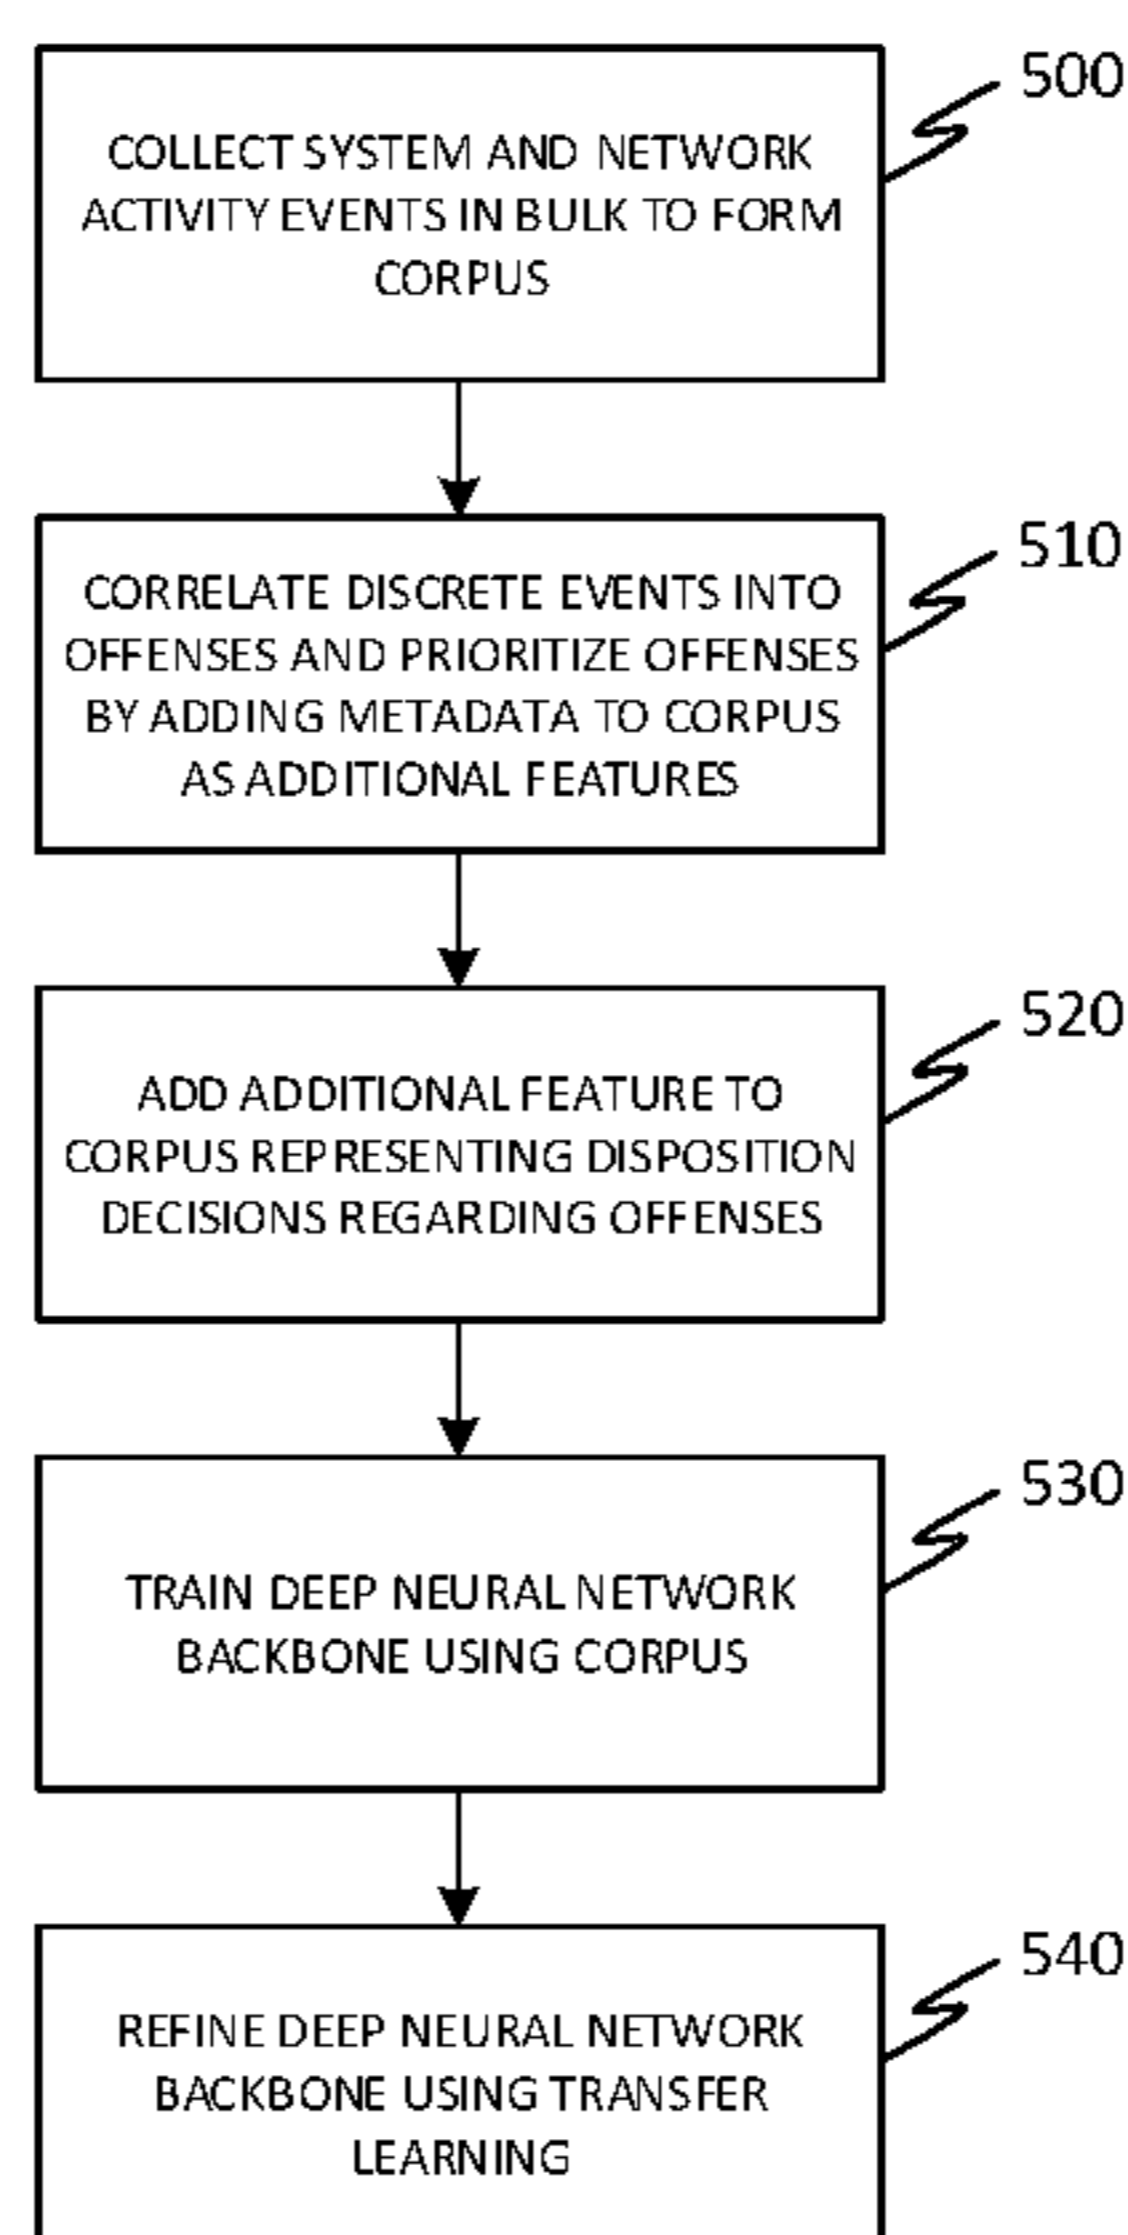 500
COLLECT SYSTEM AND NETWORK
ACTIVITY EVENTS IN BULK TO FORM
CORPUS
510
CORRELATE DISCRETE EVENTS INTO
OFFENSES AND PRIORITIZE OFFENSES
BY ADDING METADATA TO CORPUS
AS ADDITIONAL FEATURES
520
ADD ADDITIONAL FEATURE TO
CORPUS REPRESENTING DISPOSITION
DECISIONS REGARDING OFFENSES
530
TRAIN DEEP NEURAL NETWORK
BACKBONE USING CORPUS
540
REFINE DEEP NEURAL NETWORK
BACKBONE USING TRANSFER
LEARNING